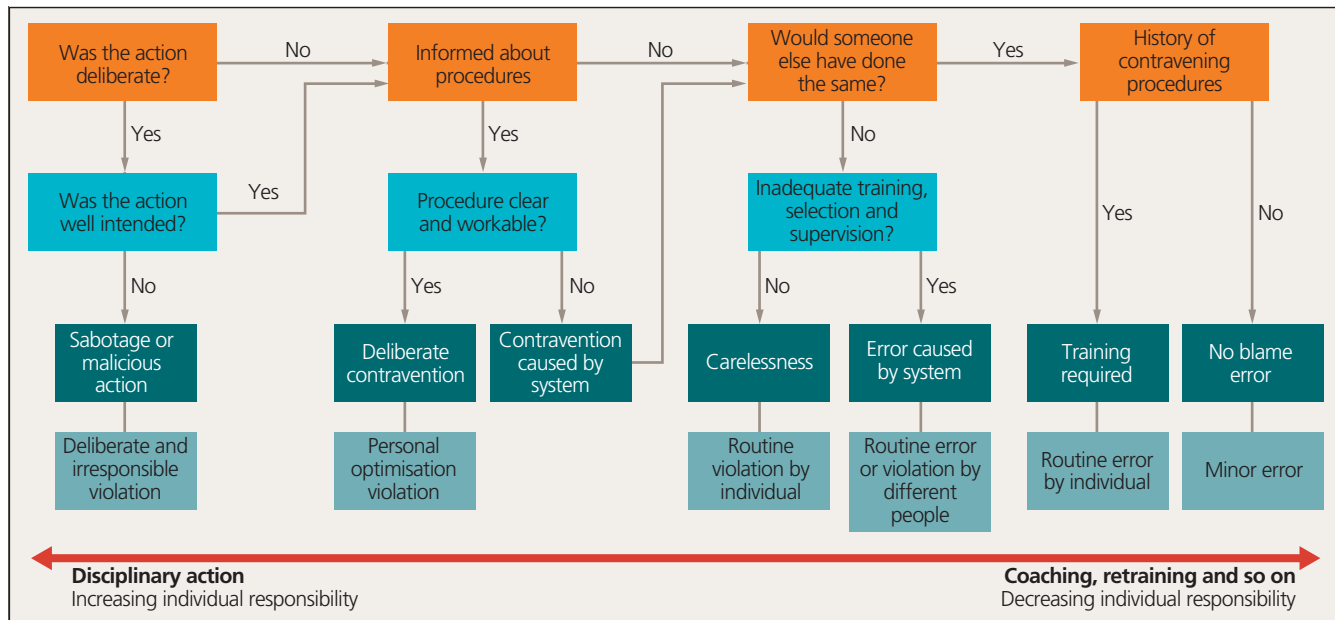 Was the action
deliberate?
No
Informed about
procedures
No
Would someone
else have done
the same?
Yes
History of
contravening
procedures
Yes
Yes
No
Yes
No
Was the action
well intended?
Yes
Procedure clear
and workable?
Inadequate training,
selection and
supervision?
No
Yes
No
No
Yes
Sabotage or
malicious
action
Deliberate
contravention
Contravention
caused by
system
Carelessness
Error caused
by system
Training
required
No blame
error
Deliberate and
irresponsible
violation
Personal
optimisation
violation
Routine
violation by
individual
Routine error
or violation by
different
people
Routine error
by individual
Minor error
Disciplinary action
Increasing individual responsibility
Coaching, retraining and so on
Decreasing individual responsibility